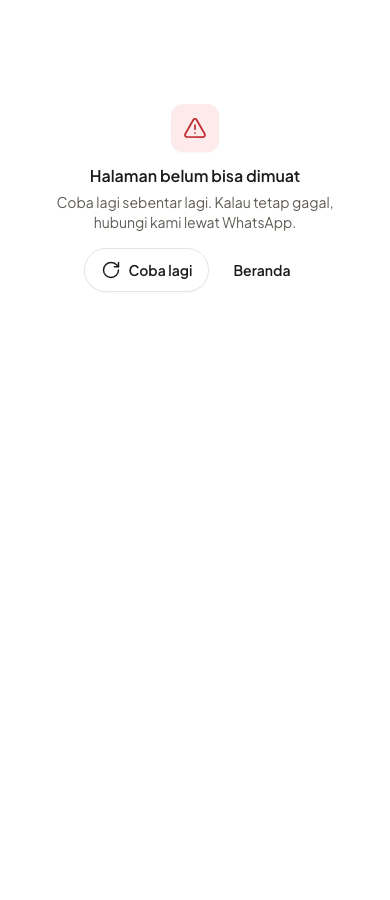 Halaman belum bisa dimuat
Coba lagi sebentar lagi. Kalau tetap gagal,
hubungi kami lewat WhatsApp.
Coba lagi
Beranda